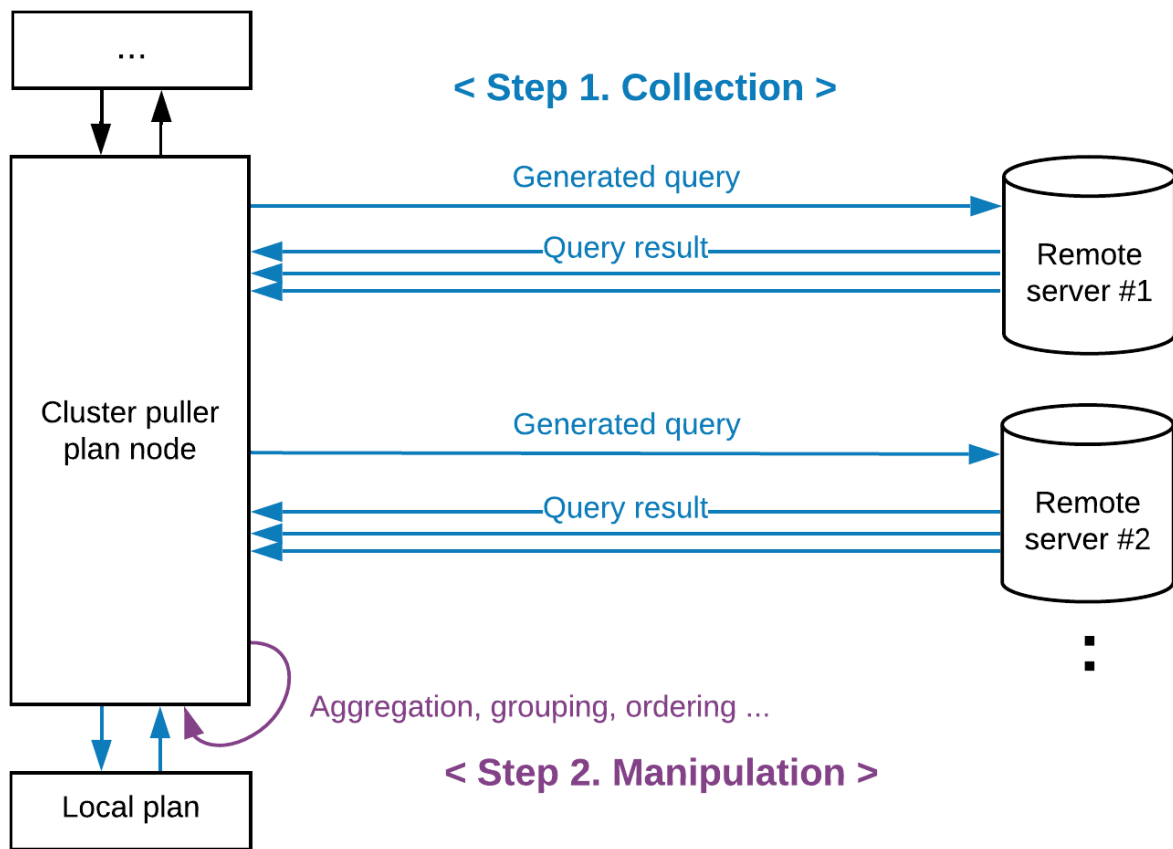 ...
< Step 1. Collection >
Generated query
Query result
Remote
server #1
Cluster puller
plan node
Generated query
Query result
Remote
server #2
:
Aggregation, grouping, ordering ...
< Step 2. Manipulation >
Local plan